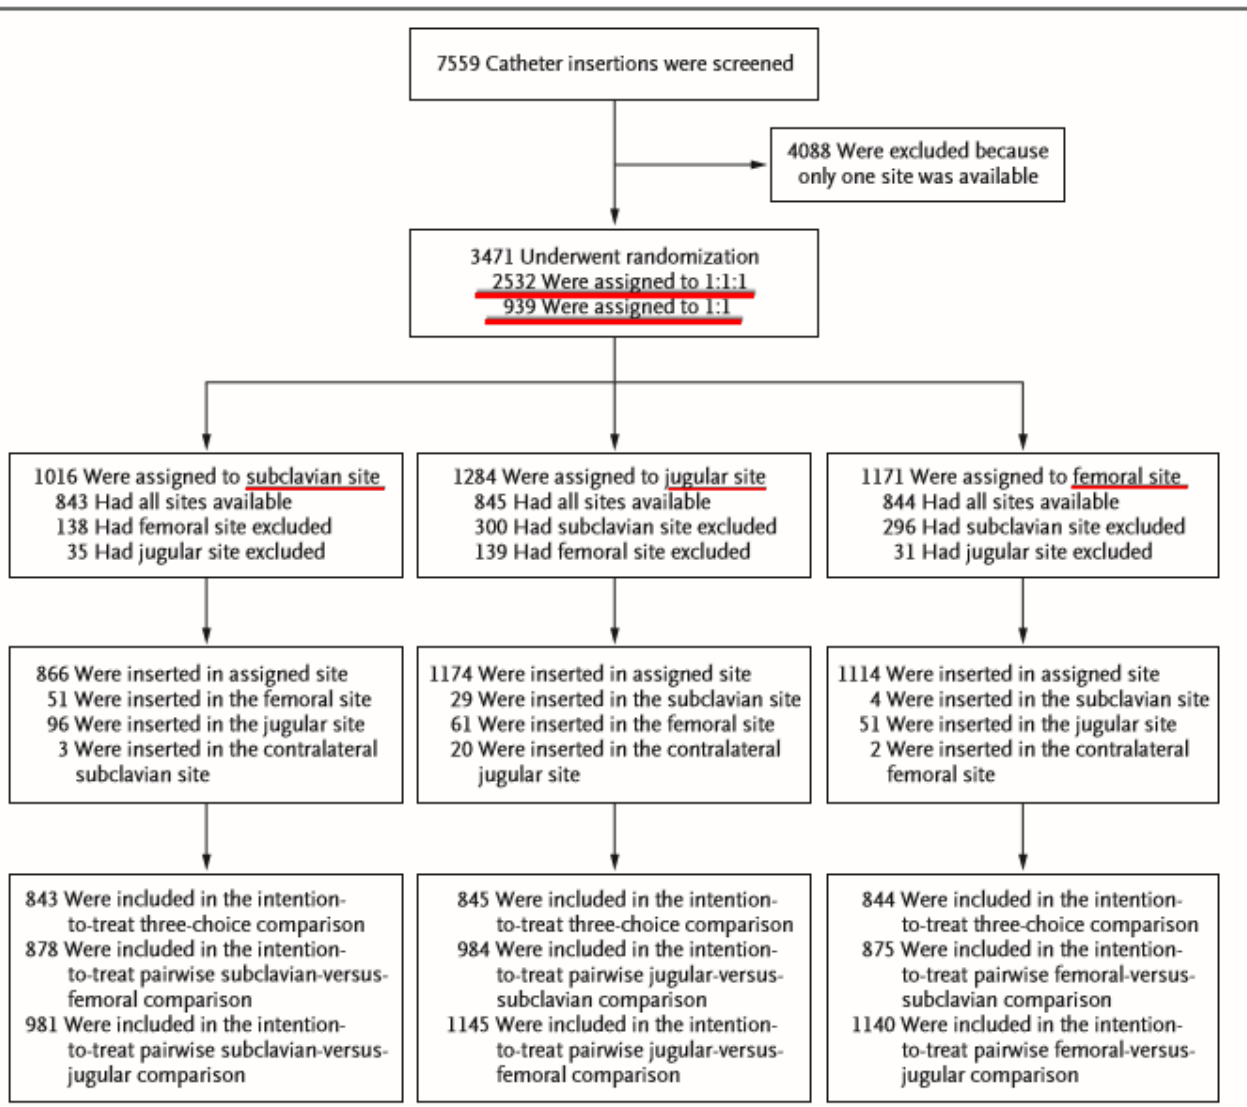 7559 Catheter insertions were screened
4088 Were excluded because
only one site was available
3471 Underwent randomization
2532 Were assigned to 1:1:1
939 Were assigned to 1:1
1016 Were assigned to subclavian site
843 Had all sites available
138 Had femoral site excluded
35 Had jugular site excluded
1284 Were assigned to jugular site
845 Had all sites available
300 Had subclavian site excluded
139 Had femoral site excluded
1171 Were assigned to femoral site
844 Had all sites available
296 Had subclavian site excluded
31 Had jugular site excluded
866 Were inserted in assigned site
51 Were inserted in the femoral site
96 Were inserted in the jugular site
3 Were inserted in the contralateral
subclavian site
1174 Were inserted in assigned site
29 Were inserted in the subclavian site
61 Were inserted in the femoral site
20 Were inserted in the contralateral
jugular site
1114 Were inserted in assigned site
4 Were inserted in the subclavian site
51 Were inserted in the jugular site
2 Were inserted in the contralateral
femoral site
843 Were included in the intention-
to-treat three-choice comparison
878 Were included in the intention-
to-treat pairwise subclavian-versus-
femoral comparison
981 Were included in the intention-
to-treat pairwise subclavian-versus-
jugular comparison
845 Were included in the intention-
to-treat three-choice comparison
984 Were included in the intention-
to-treat pairwise jugular-versus-
subclavian comparison
1145 Were included in the intention-
to-treat pairwise jugular-versus-
femoral comparison
844 Were included in the intention-
to-treat three-choice comparison
875 Were included in the intention-
to-treat pairwise femoral-versus-
subclavian comparison
1140 Were included in the intention-
to-treat pairwise femoral-versus-
jugular comparison